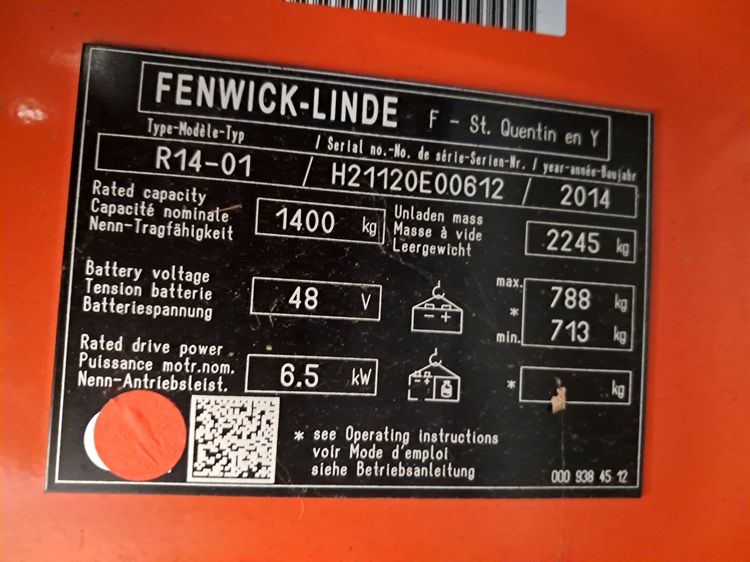 FENWICK-LINDE F - St. Quentin en Y
Type-Modèle-Typ / Serial no.-No. de série-Serien-Nr. / year-année-Baujahr
R14-01 / H21120E00612 / 2014
Rated capacity
Capacité nominale
Nenn-Tragfähigkeit
1400 kg
Unladen mass
Masse à vide
Leergewicht
2245 kg
Battery voltage
Tension batterie
Batteriespannung
48 V
- +
max. 788 kg
*
min. 713 kg
Rated drive power
Puissance motr.nom.
Nenn-Antriebsleist.
6.5 kW
- +
* kg
* see Operating instructions
voir Mode d'emploi
siehe Betriebsanleitung
000 938 45 12